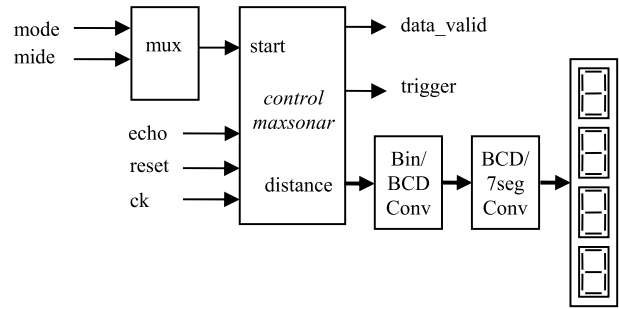 mode
mide
mux
start
data_valid
trigger
control
maxsonar
echo
reset
ck
distance
Bin/
BCD
Conv
BCD/
7seg
Conv